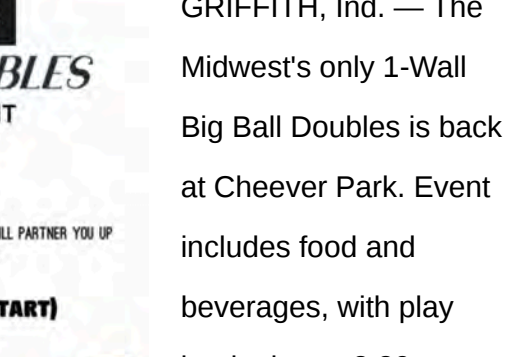 BLES
T
LL PARTNER YOU UP
TART)
GRIFFITH, Ind. — The
Midwest's only 1-Wall
Big Ball Doubles is back
at Cheever Park. Event
includes food and
beverages, with play